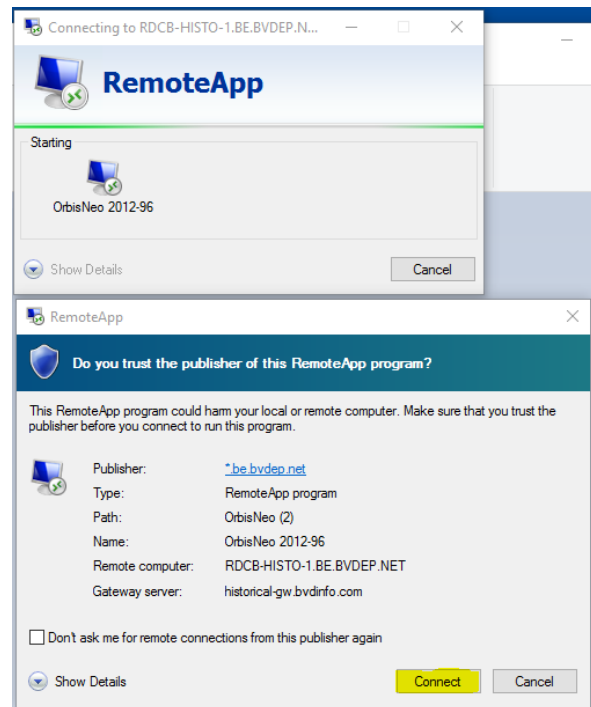 Connecting to RDCB-HISTO-1.BE.BVDEP.N...
RemoteApp
Starting
OrbisNeo 2012-96
Show Details
Cancel
RemoteApp
Do you trust the publisher of this RemoteApp program?
This RemoteApp program could harm your local or remote computer. Make sure that you trust the
publisher before you connect to run this program.
Publisher: *.be.bvdep.net
Type: RemoteApp program
Path: OrbisNeo (2)
Name: OrbisNeo 2012-96
Remote computer: RDCB-HISTO-1.BE.BVDEP.NET
Gateway server: historical-gw.bvdinfo.com
Don't ask me for remote connections from this publisher again
Show Details
Connect
Cancel